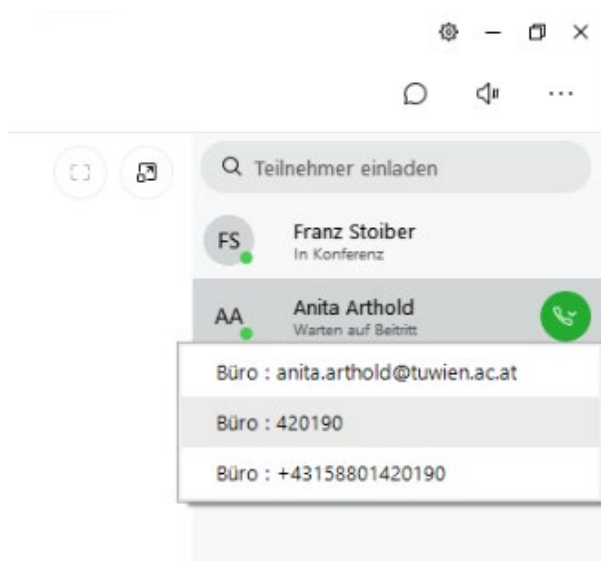 Teilnehmer einladen
FS
Franz Stoiber
In Konferenz
AA
Anita Arthold
Warten auf Beitritt
Büro : anita.arthold@tuwien.ac.at
Büro : 420190
Büro : +43158801420190